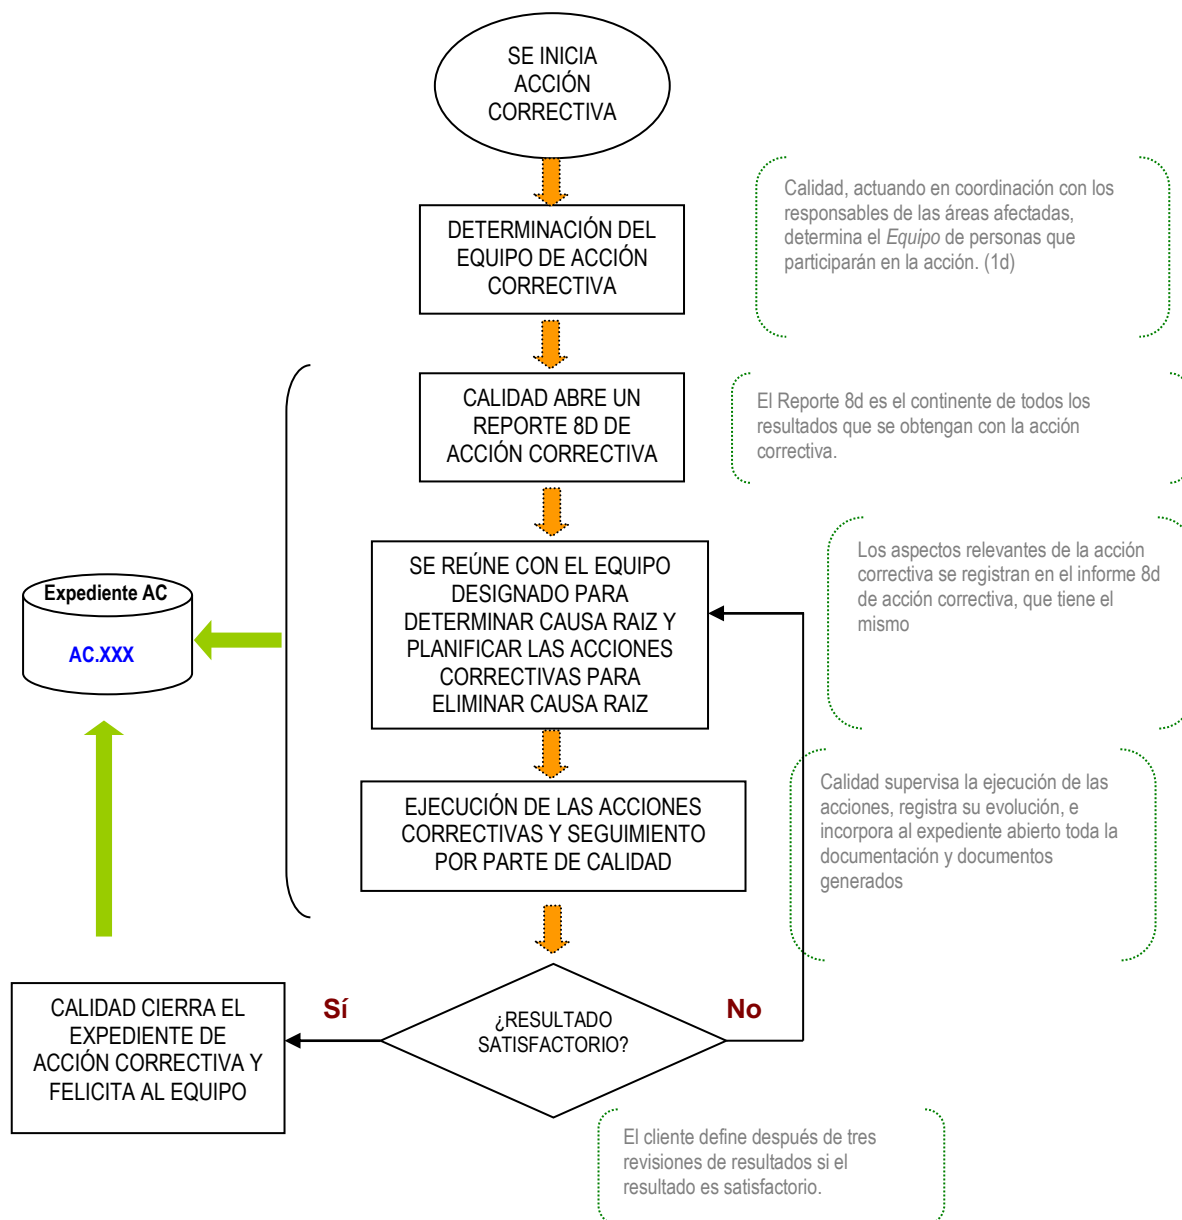 SE INICIA
ACCIÓN
CORRECTIVA
DETERMINACIÓN DEL
EQUIPO DE ACCIÓN
CORRECTIVA
Calidad, actuando en coordinación con los
responsables de las áreas afectadas,
determina el Equipo de personas que
participarán en la acción. (1d)
CALIDAD ABRE UN
REPORTE 8D DE
ACCIÓN CORRECTIVA
El Reporte 8d es el continente de todos los
resultados que se obtengan con la acción
correctiva.
SE REÚNE CON EL EQUIPO
DESIGNADO PARA
DETERMINAR CAUSA RAIZ Y
PLANIFICAR LAS ACCIONES
CORRECTIVAS PARA
ELIMINAR CAUSA RAIZ
Los aspectos relevantes de la acción
correctiva se registran en el informe 8d
de acción correctiva, que tiene el
mismo
Expediente AC
AC.XXX
EJECUCIÓN DE LAS ACCIONES
CORRECTIVAS Y SEGUIMIENTO
POR PARTE DE CALIDAD
Calidad supervisa la ejecución de las
acciones, registra su evolución, e
incorpora al expediente abierto toda la
documentación y documentos
generados
¿RESULTADO
SATISFACTORIO?
Sí
No
CALIDAD CIERRA EL
EXPEDIENTE DE
ACCIÓN CORRECTIVA Y
FELICITA AL EQUIPO
El cliente define después de tres
revisiones de resultados si el
resultado es satisfactorio.